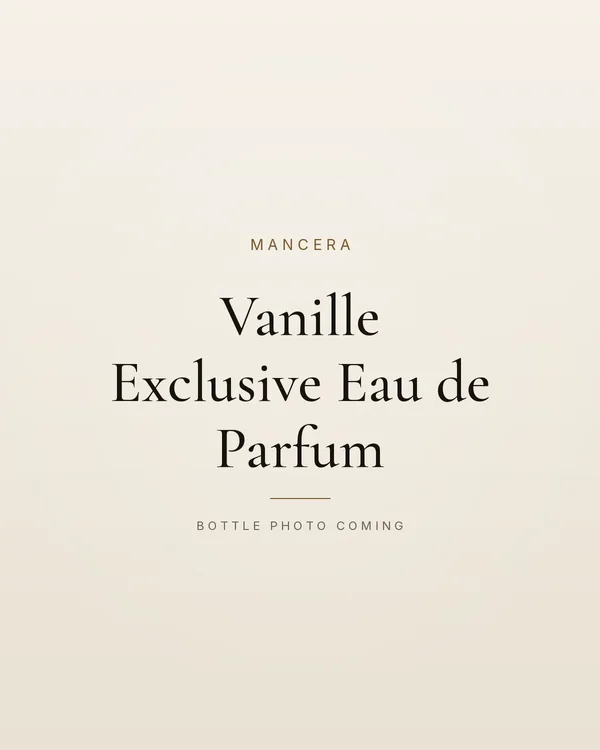 MANCERA
Vanille
Exclusive Eau de
Parfum
BOTTLE PHOTO COMING